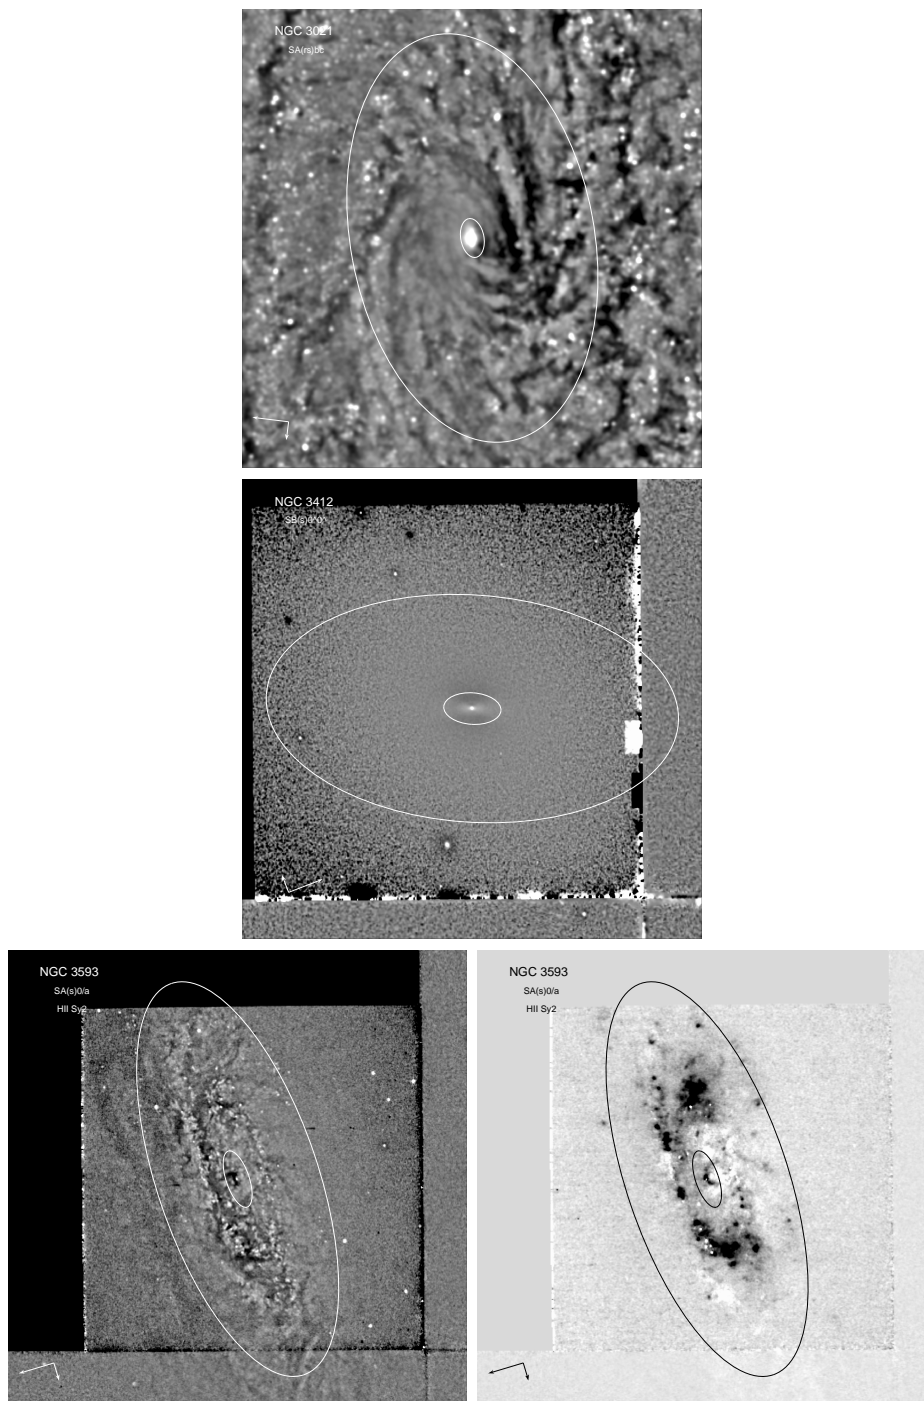 NGC 3021
SA(rs)bc
NGC 3412
NGC 3593
SA(s)0/a
HII Sy2
NGC 3593
SA(s)0/a
HII Sy2